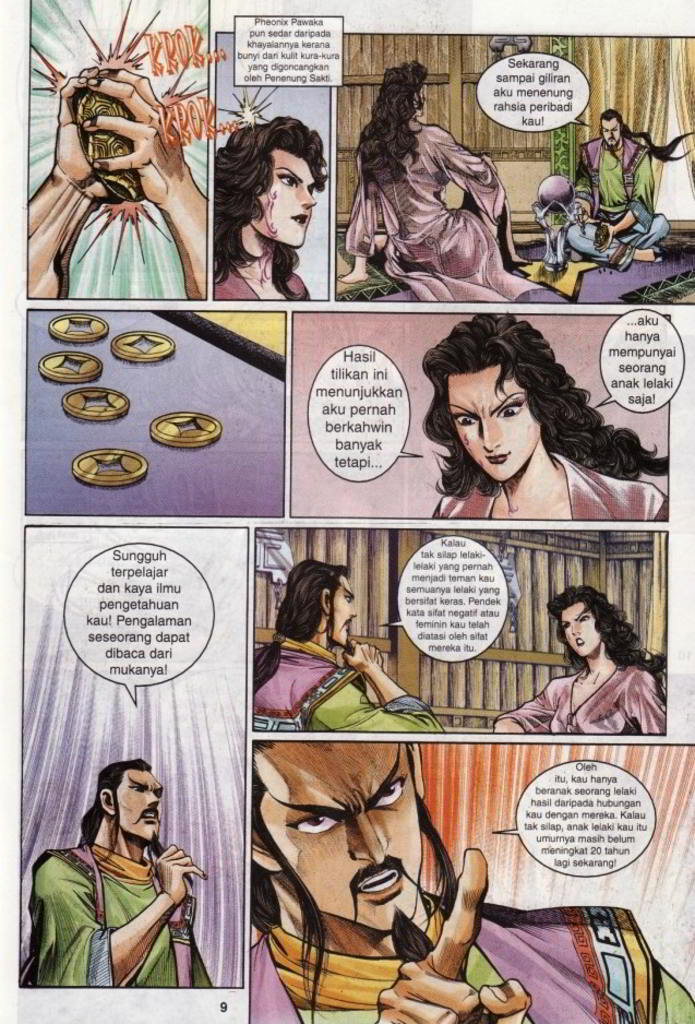 KROK...
KROK...
Pheonix Pawaka
pun sedar daripada
khayalannya kerana
bunyi dari kulit kura-kura
yang digoncangkan
oleh Penenung Sakti.
Sekarang
sampai giliran
aku menenung
rahsia peribadi
kau!
Hasil
tilikan ini
menunjukkan
aku pernah
berkahwin
banyak
tetapi...
...aku
hanya
mempunyai
seorang
anak lelaki
saja!
Sungguh
terpelajar
dan kaya ilmu
pengetahuan
kau! Pengalaman
seseorang dapat
dibaca dari
mukanya!
Kalau
tak silap lelaki-
lelaki yang pernah
menjadi teman kau
semuanya lelaki yang
bersifat keras. Pendek
kata sifat negatif atau
feminin kau telah
diatasi oleh sifat
mereka itu.
Oleh
itu, kau hanya
beranak seorang lelaki
hasil daripada hubungan
kau dengan mereka. Kalau
tak silap, anak lelaki kau itu
umurnya masih belum
meningkat 20 tahun
lagi sekarang!
9